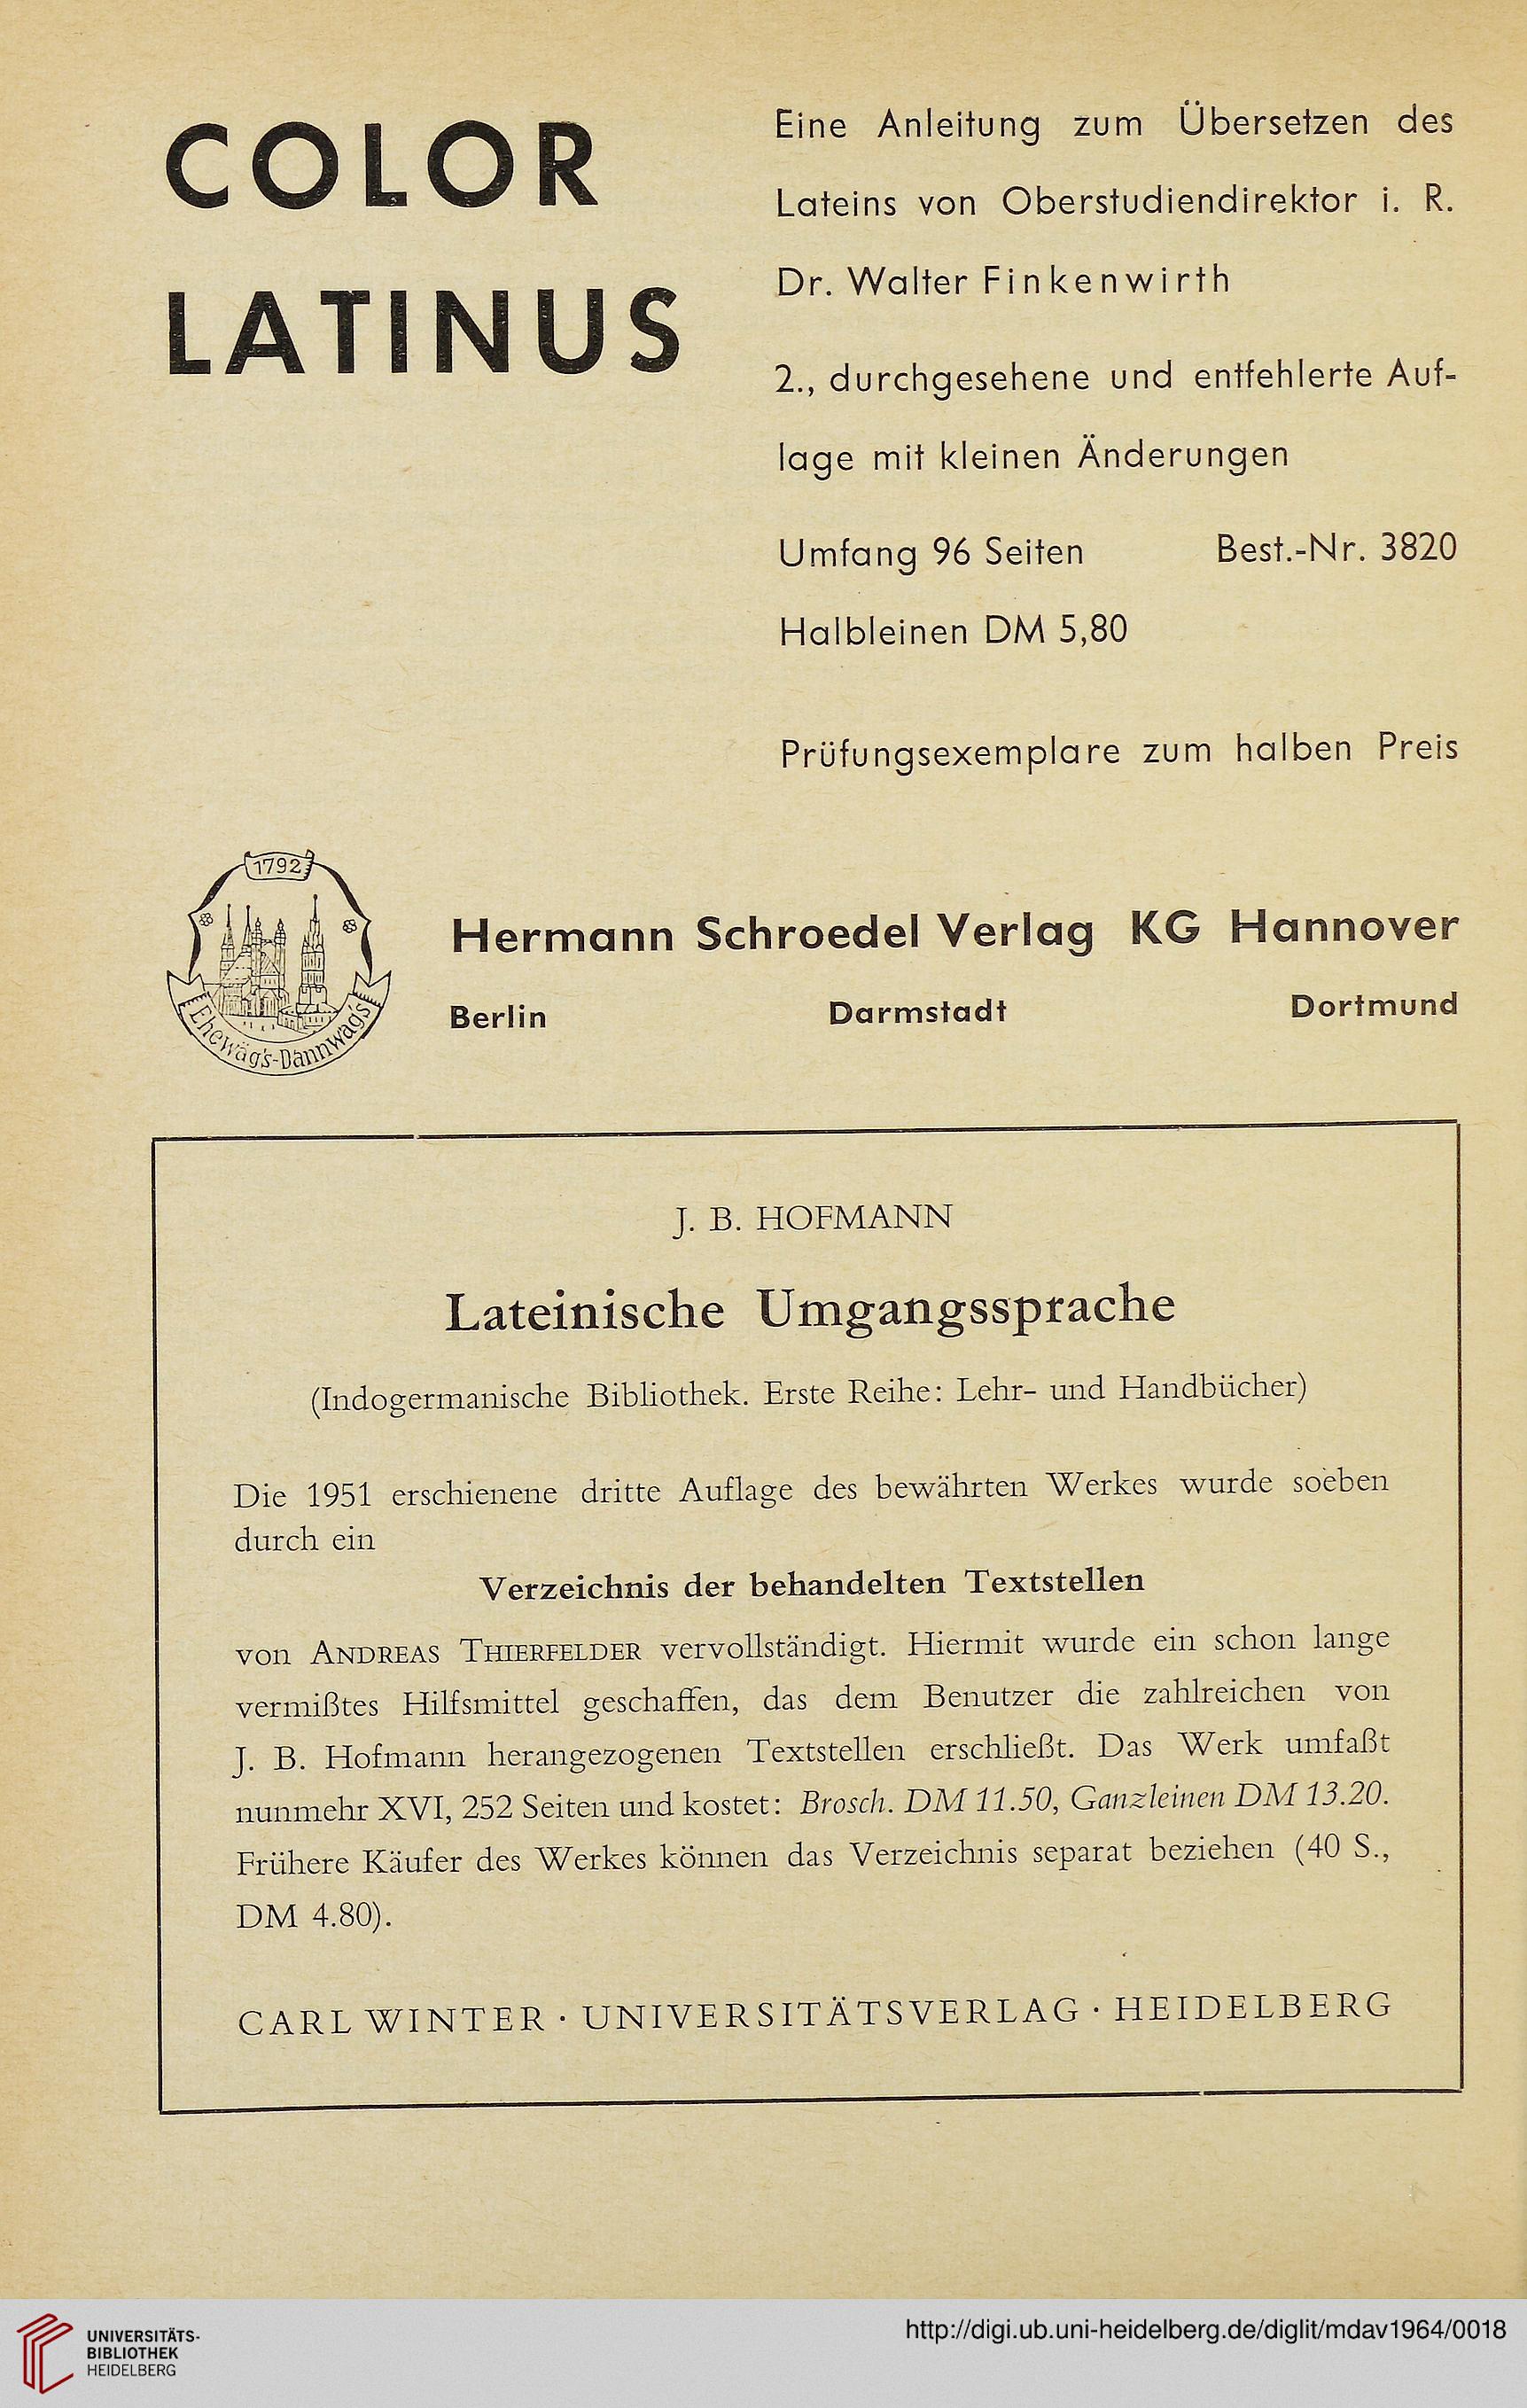 COLOR
LATINUS
Eine Anleitung zum Übersetzen des
Lateins von Oberstudiendirektor i. R.
Dr. Walter Finkenwirth
2., durchgesehene und entfehlerte Auf-
lage mit kleinen Änderungen
Umfang 96 Seiten Best.-Nr. 3820
Halbleinen DM 5,80
Prüfungsexemplare zum halben Preis
1792
Ehewäg's-Dannwag's
Hermann Schroedel Verlag KG Hannover
Berlin Darmstadt Dortmund
J. B. HOFMANN
Lateinische Umgangssprache
(Indogermanische Bibliothek. Erste Reihe: Lehr- und Handbücher)
Die 1951 erschienene dritte Auflage des bewährten Werkes wurde soeben
durch ein
Verzeichnis der behandelten Textstellen
von ANDREAS THIERFELDER vervollständigt. Hiermit wurde ein schon lange
vermißtes Hilfsmittel geschaffen, das dem Benutzer die zahlreichen von
J. B. Hofmann herangezogenen Textstellen erschließt. Das Werk umfaßt
nunmehr XVI, 252 Seiten und kostet: Brosch. DM 11.50, Ganzleinen DM 13.20.
Frühere Käufer des Werkes können das Verzeichnis separat beziehen (40 S.,
DM 4.80).
CARL WINTER · UNIVERSITÄTSVERLAG · HEIDELBERG
UNIVERSITÄTS-
BIBLIOTHEK
HEIDELBERG
http://digi.ub.uni-heidelberg.de/diglit/mdav1964/0018